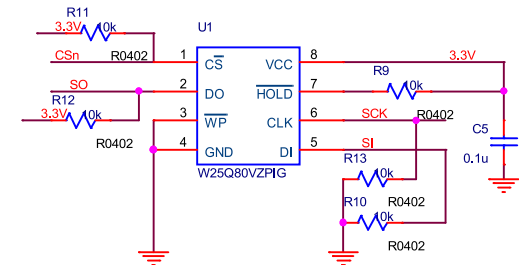 R11
3.3V 10k
CSn R0402
SO
R12
3.3V 10k
R0402
U1
1 CS VCC 8
2 DO HOLD 7
3 WP CLK 6
4 GND DI 5
W25Q80VZPIG
3.3V
R9
10k
SCK R0402
SI
C5
0.1u
R13
10k
R0402
R10
10k
R0402